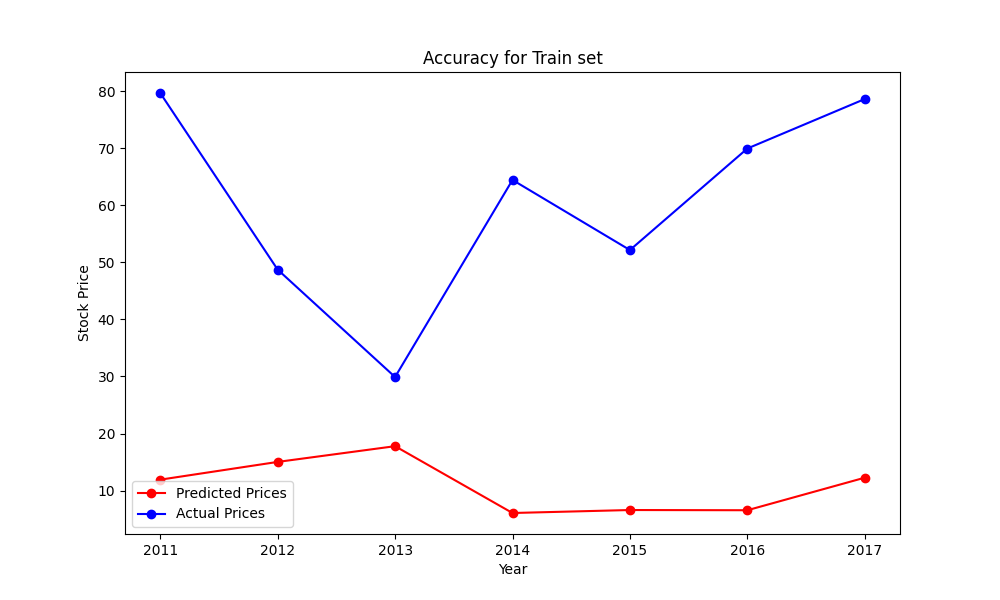 Accuracy for Train set
80
70
60
50
40
30
20
10
Stock Price
Predicted Prices
Actual Prices
2011 2012 2013 2014 2015 2016 2017
Year